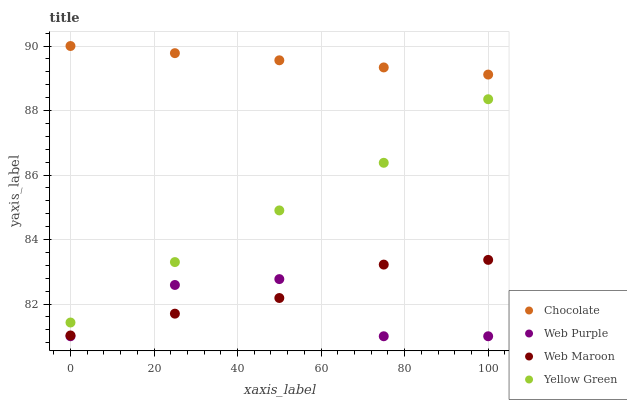 title
90
88
86
84
82
0
20
40
60
80
100
yaxis_label
xaxis_label
Chocolate
Web Purple
Web Maroon
Yellow Green